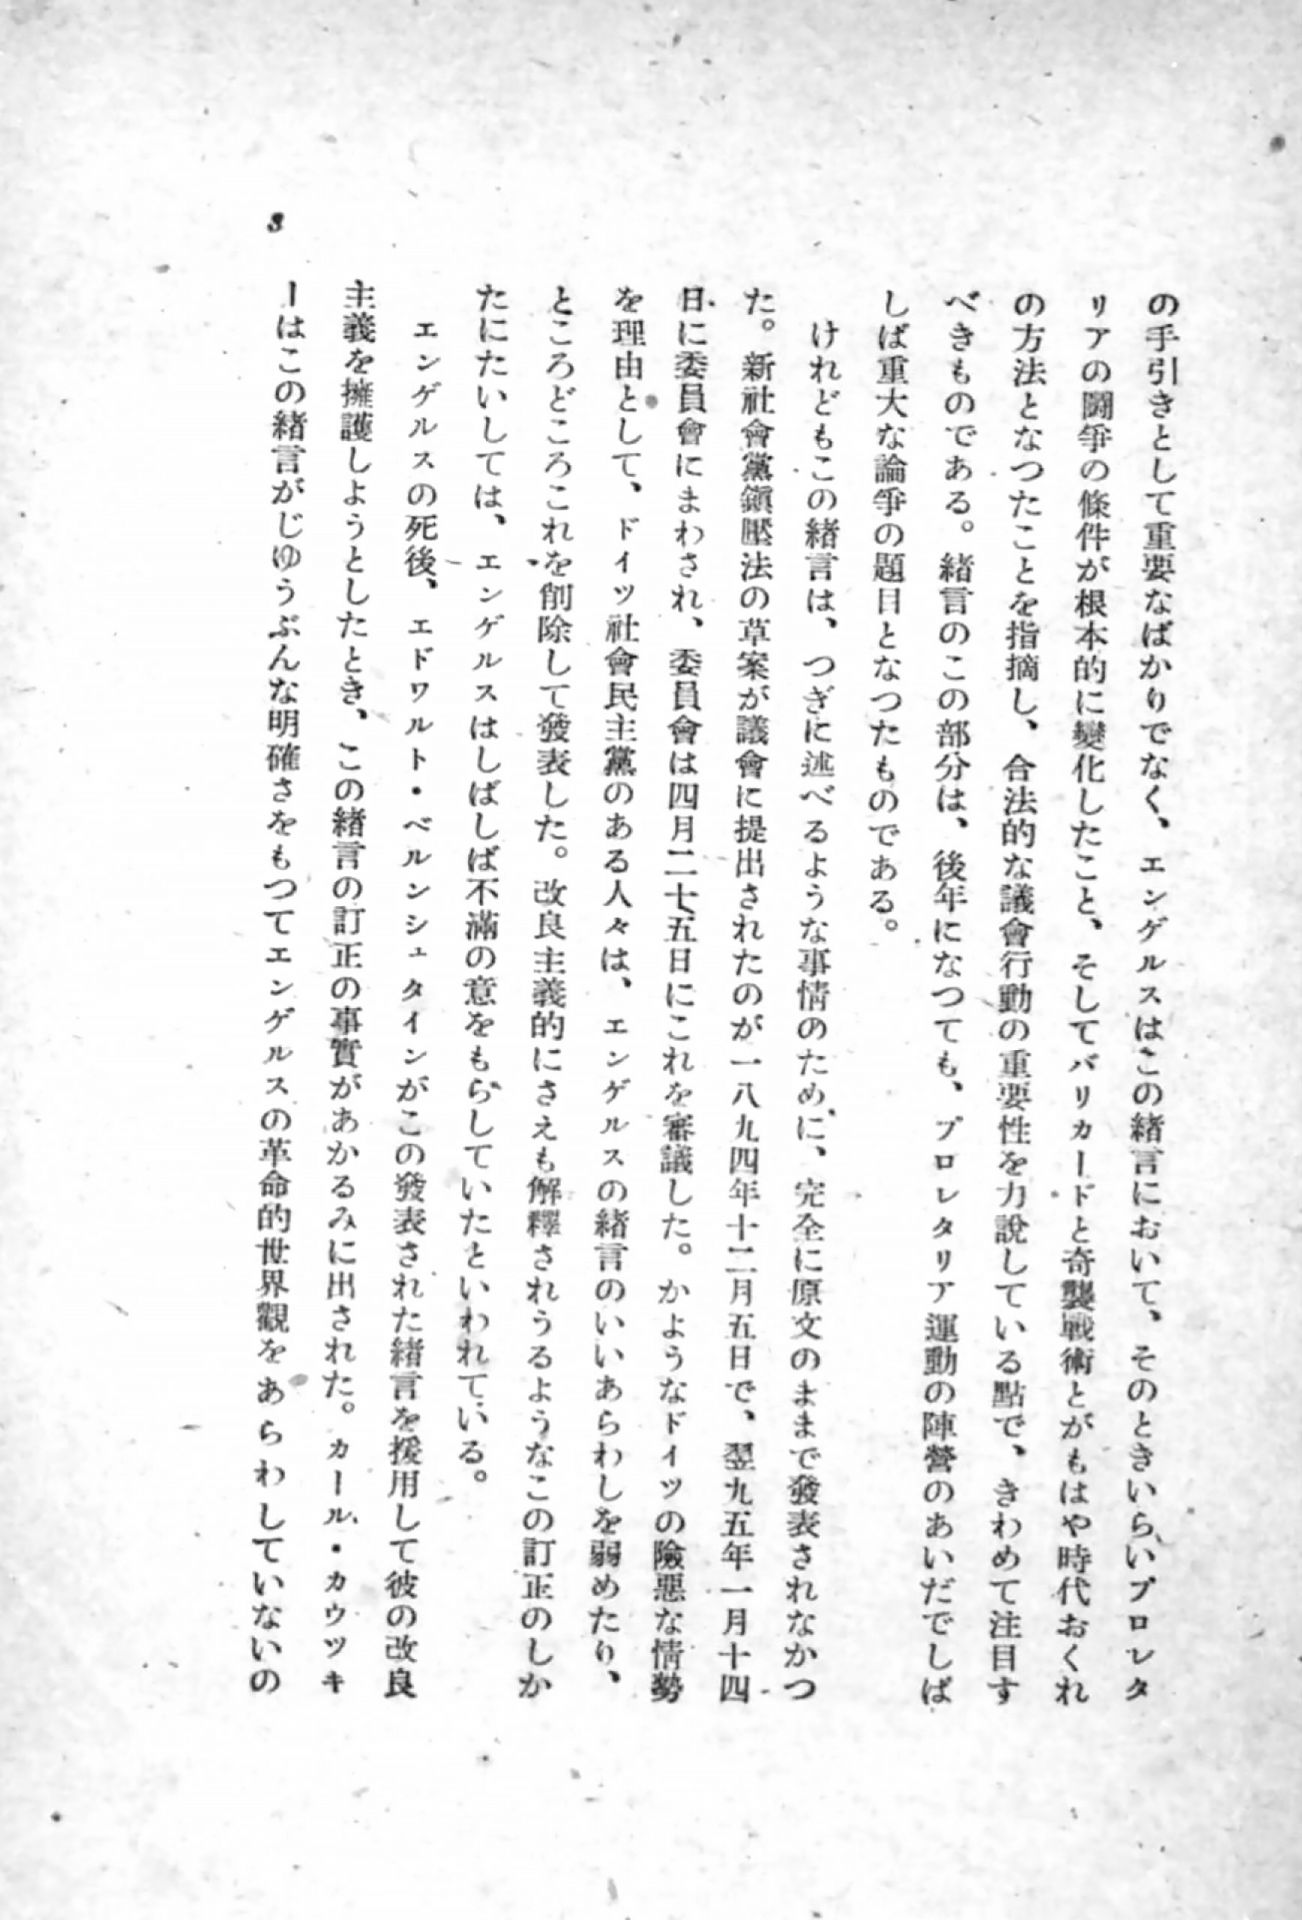 の手引きとして重要なばかりでなく、エンゲルスはこの緒言において、そのときいらいプロレタ
リアの闘爭の條件が根本的に變化したこと、そしてバリカードと奇襲戰術とがもはや時代おくれ
の方法となつたことを指摘し、合法的な議會行動の重要性を力說している點で、きわめて注目す
べきものである。緒言のこの部分は、後年になつても、プロレタリア運動の陣營のあいだでしば
しば重大な論爭の題目となつたものである。
けれどもこの緒言は、つぎに述べるような事情のために、完全に原文のままで發表されなかつ
た。新社會黨鎭壓法の草案が議會に提出されたのが一八九四年十二月五日で、翌九五年一月十四
日に委員會にまわされ、委員會は四月二十五日にこれを審議した。かようなドイツの險惡な情勢
を理由として、ドイツ社會民主黨のある人々は、エンゲルスの緒言のいいあらわしを弱めたり、
ところどころこれを削除して發表した。改良主義的にさえも解釋されうるようなこの訂正のしか
たにたいしては、エンゲルスはしばしば不滿の意をもらしていたといわれている。
エンゲルスの死後、エドワルト・ベルンシュタインがこの發表された緒言を援用して彼の改良
主義を擁護しようとしたとき、この緒言の訂正の事實があかるみに出された。カール・カウツキ
ーはこの緒言がじゆうぶんな明確さをもつてエンゲルスの革命的世界觀をあらわしていないの
3